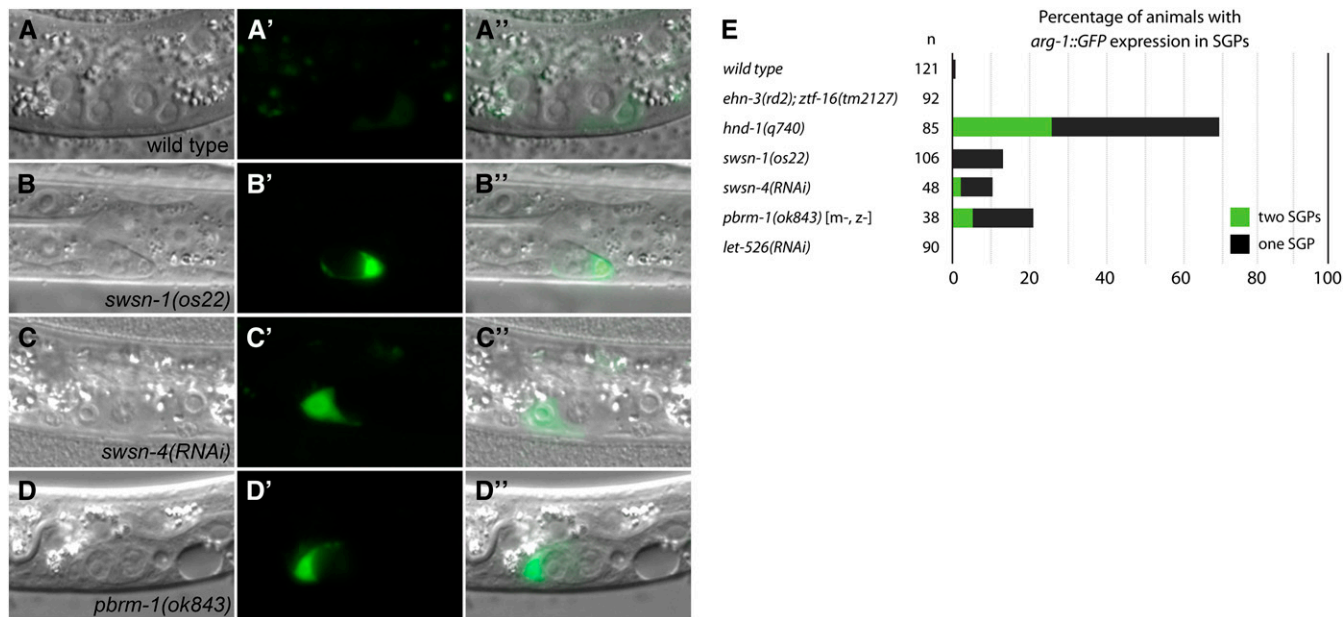 A
A'
A''
wild type
B
B'
B''
swsn-1(os22)
C
C'
C''
swsn-4(RNAi)
D
D'
D''
pbrm-1(ok843)
E
Percentage of animals with
arg-1::GFP expression in SGPs
n
wild type 121
ehn-3(rd2); ztf-16(tm2127) 92
hnd-1(q740) 85
swsn-1(os22) 106
swsn-4(RNAi) 48
pbrm-1(ok843) [m-, z-] 38
let-526(RNAi) 90
two SGPs
one SGP
0 20 40 60 80 100